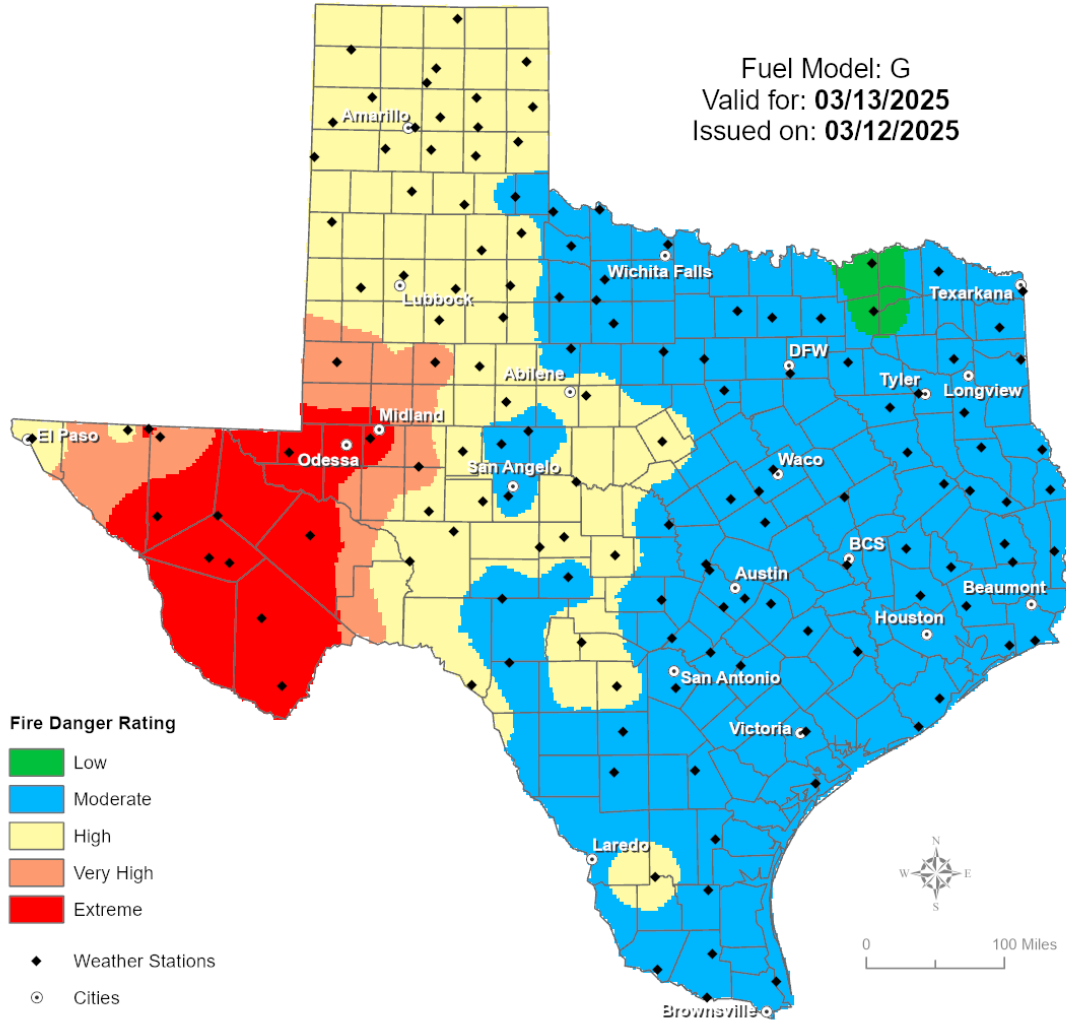 Fuel Model: G
Valid for: 03/13/2025
Issued on: 03/12/2025
Amarillo
Wichita Falls
Lubbock
Texarkana
DFW
Abilene
Tyler
Longview
Midland
El Paso
Odessa
San Angelo
Waco
BCS
Austin
Beaumont
Houston
San Antonio
Victoria
Fire Danger Rating
Low
Moderate
High
Very High
Extreme
Weather Stations
Cities
Laredo
Brownsville
N
W E
S
0 100 Miles